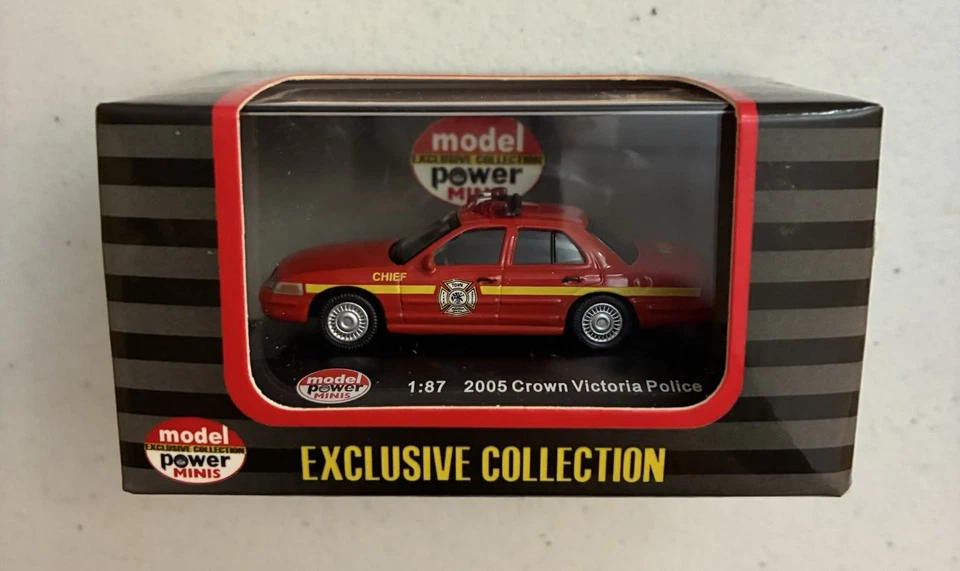 model
EXCLUSIVE COLLECTION
power
MINIS
CHIEF
model
power
MINIS
1:87 2005 Crown Victoria Police
model
EXCLUSIVE COLLECTION
power
MINIS
EXCLUSIVE COLLECTION